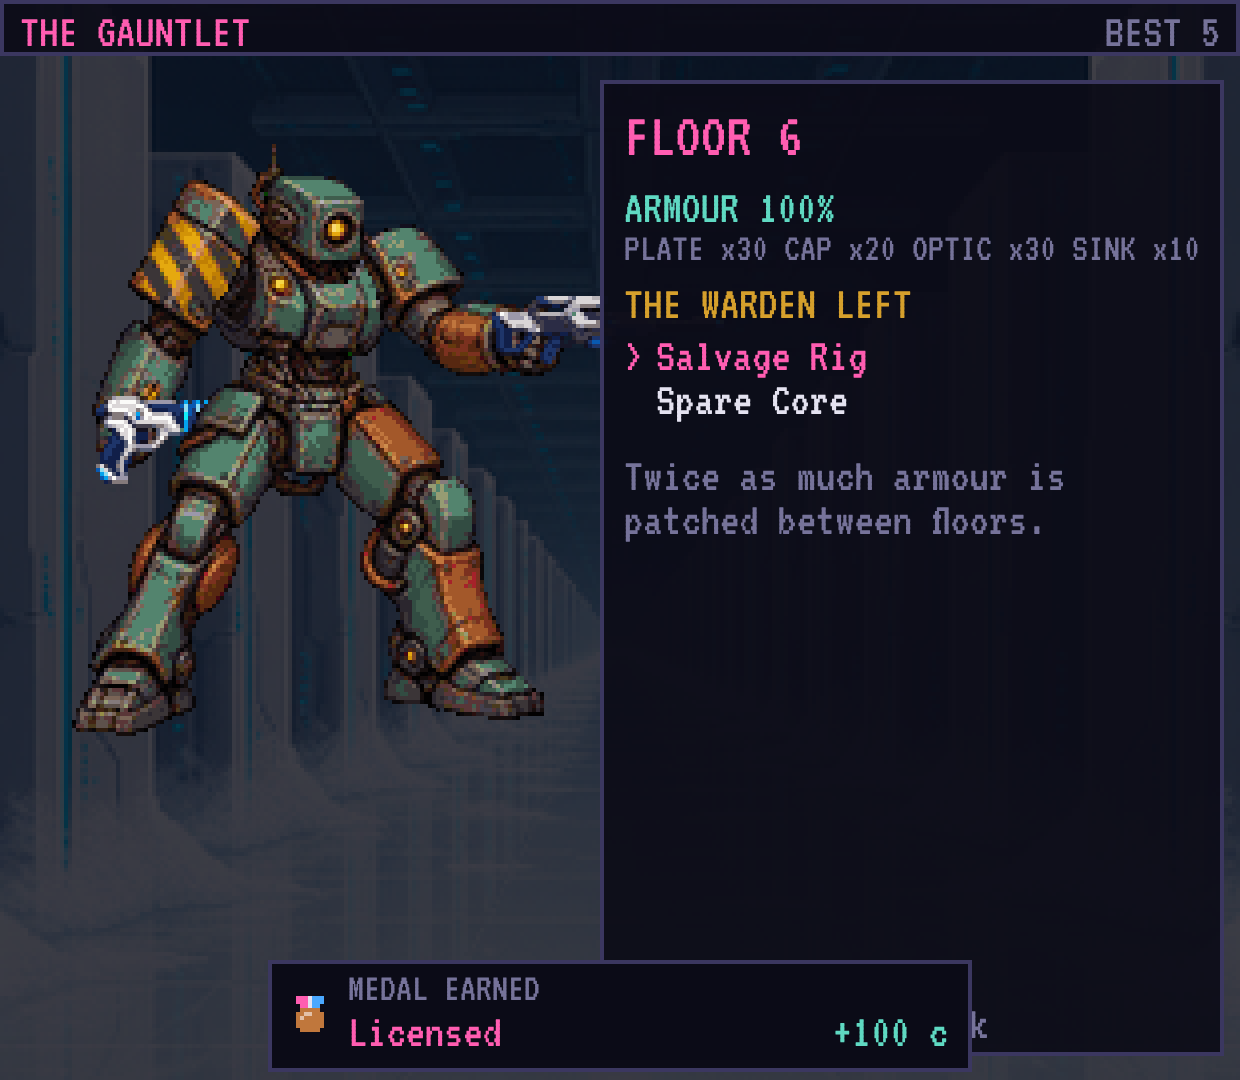 THE GAUNTLET
BEST 5
FLOOR 6
ARMOUR 100%
PLATE x30 CAP x20 OPTIC x30 SINK x10
THE WARDEN LEFT
> Salvage Rig
Spare Core
Twice as much armour is
patched between floors.
MEDAL EARNED
Licensed
+100 c